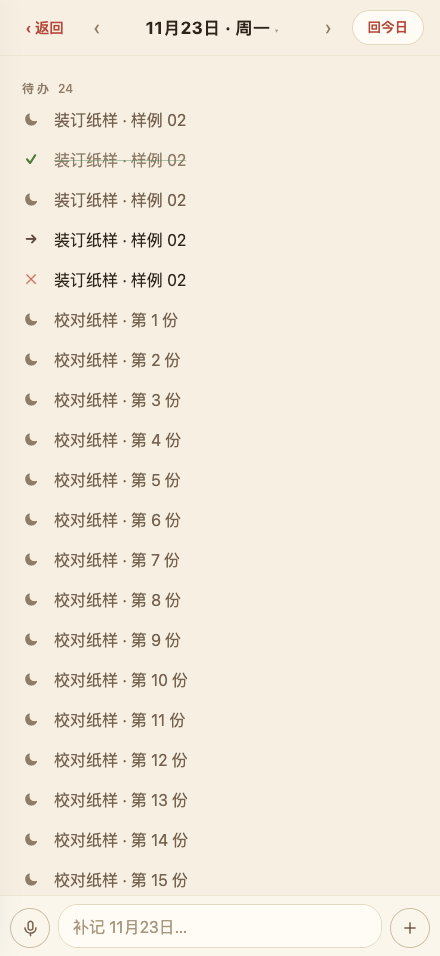 ‹ 返回 ‹ 11月23日 · 周一 › 回今日
待办 24
装订纸样 · 样例 02
装订纸样 · 样例 02
装订纸样 · 样例 02
装订纸样 · 样例 02
装订纸样 · 样例 02
校对纸样 · 第 1 份
校对纸样 · 第 2 份
校对纸样 · 第 3 份
校对纸样 · 第 4 份
校对纸样 · 第 5 份
校对纸样 · 第 6 份
校对纸样 · 第 7 份
校对纸样 · 第 8 份
校对纸样 · 第 9 份
校对纸样 · 第 10 份
校对纸样 · 第 11 份
校对纸样 · 第 12 份
校对纸样 · 第 13 份
校对纸样 · 第 14 份
校对纸样 · 第 15 份
补记 11月23日...